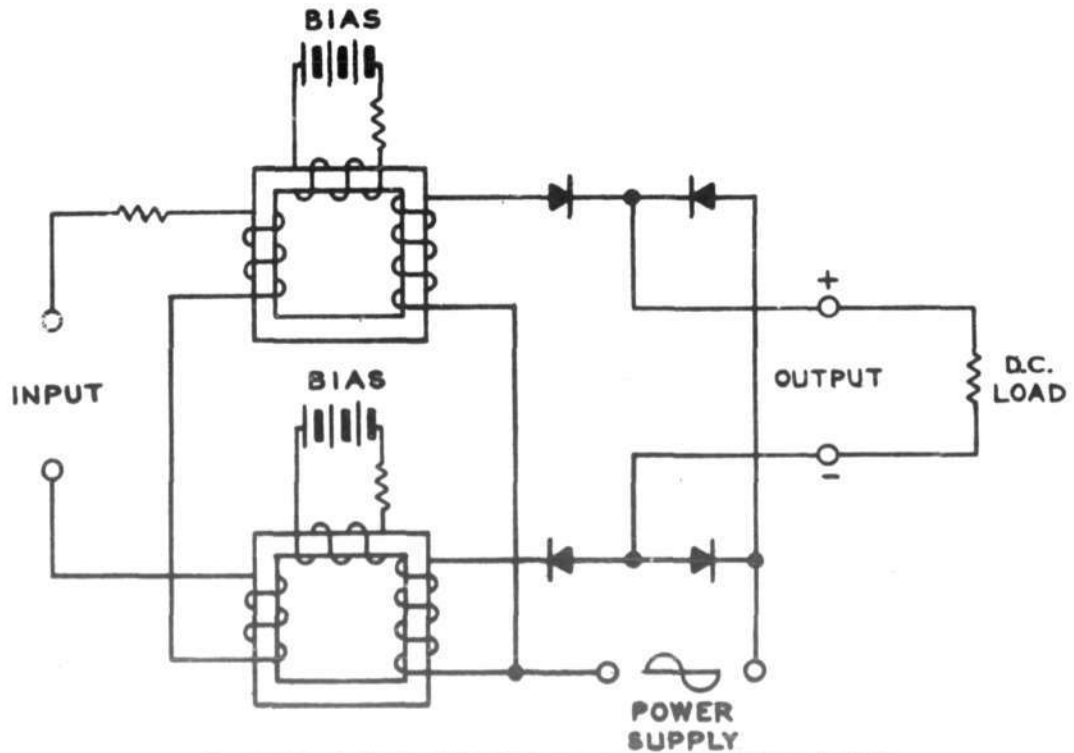 BIAS
+
INPUT
BIAS
OUTPUT
D.C.
LOAD
-
POWER
SUPPLY